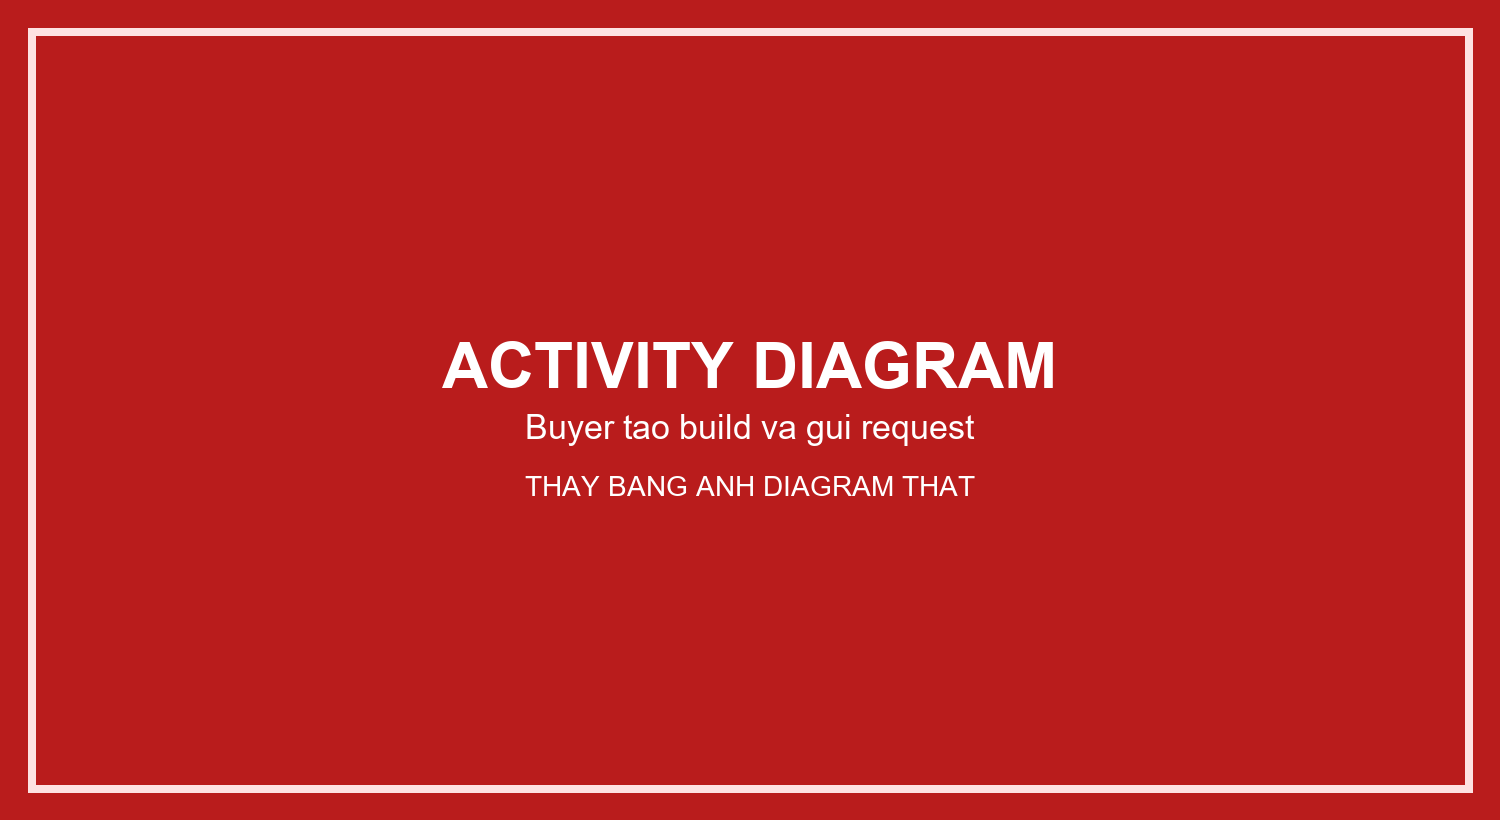 ACTIVITY DIAGRAM
Buyer tao build va gui request
THAY BANG ANH DIAGRAM THAT